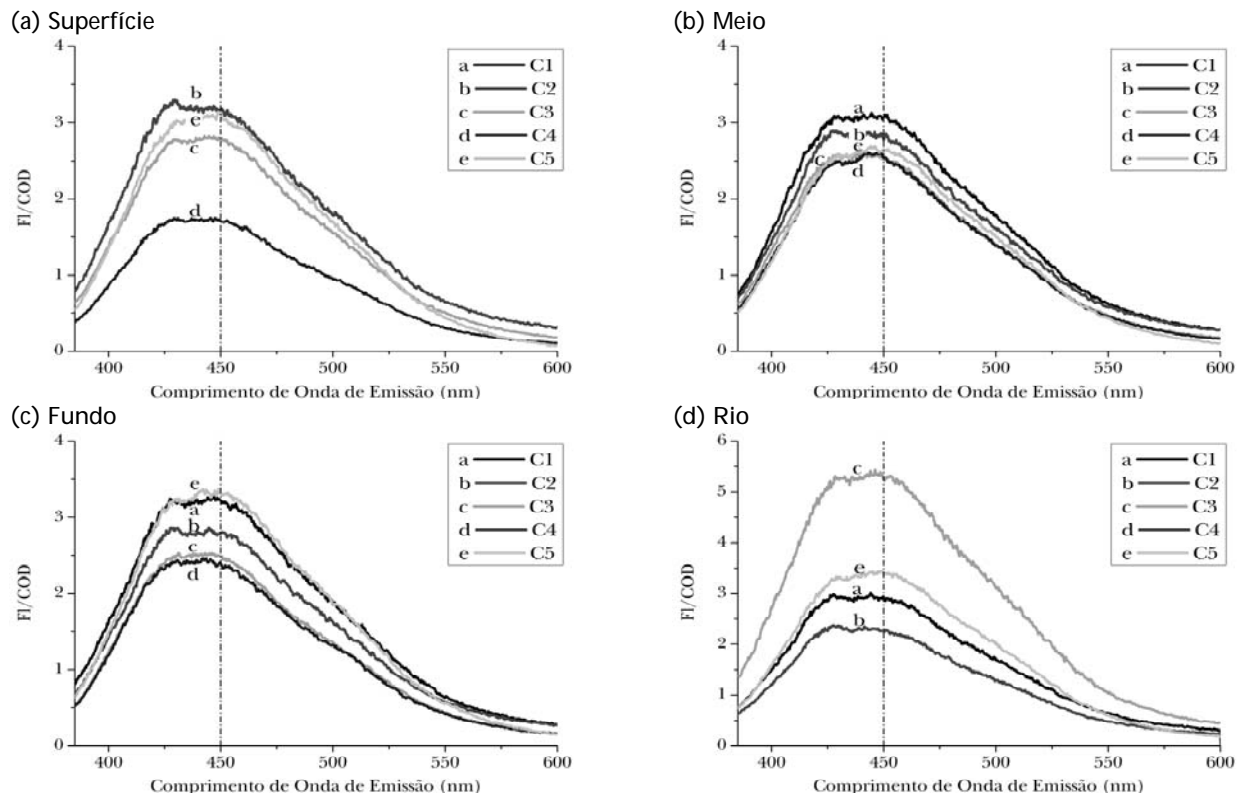 (a) Superfície
4
3
2
1
0
Fl/COD
b
e
c
d
a C1
b C2
c C3
d C4
e C5
400 450 500 550 600
Comprimento de Onda de Emissão (nm)
(b) Meio
4
3
2
1
0
Fl/COD
a
b
e
c
d
a C1
b C2
c C3
d C4
e C5
400 450 500 550 600
Comprimento de Onda de Emissão (nm)
(c) Fundo
4
3
2
1
0
Fl/COD
e
a
b
c
d
a C1
b C2
c C3
d C4
e C5
400 450 500 550 600
Comprimento de Onda de Emissão (nm)
(d) Rio
6
5
4
3
2
1
0
Fl/COD
c
e
a
b
a C1
b C2
c C3
d C4
e C5
400 450 500 550 600
Comprimento de Onda de Emissão (nm)